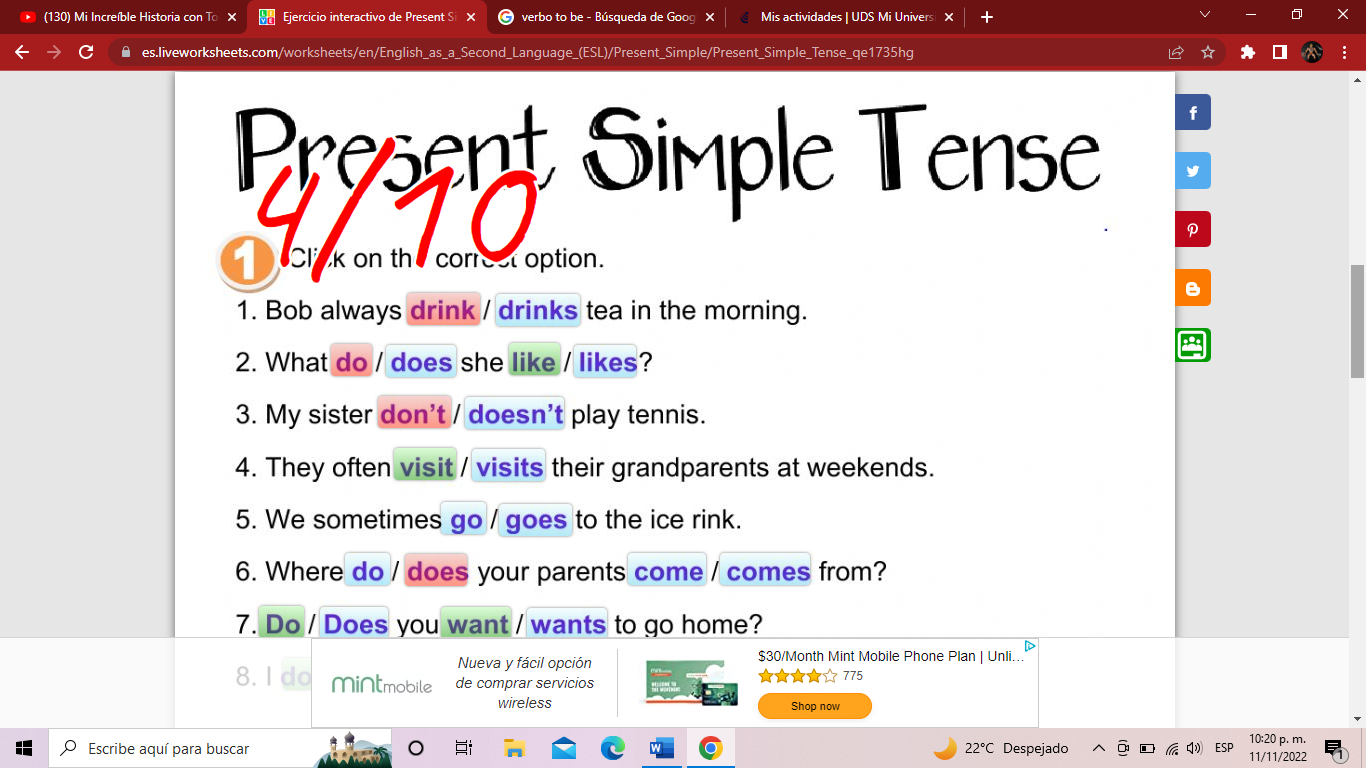 (130) Mi Increíble Historia con To
Ejercicio interactivo de Present Si
verbo to be - Búsqueda de Goog
Mis actividades | UDS Mi Univers
es.liveworksheets.com/worksheets/en/English_as_a_Second_Language_(ESL)/Present_Simple/Present_Simple_Tense_qe1735hg
Present Simple Tense
4/10
1 Click on the correct option.
1. Bob always drink / drinks tea in the morning.
2. What do / does she like / likes?
3. My sister don't / doesn't play tennis.
4. They often visit / visits their grandparents at weekends.
5. We sometimes go / goes to the ice rink.
6. Where do / does your parents come / comes from?
7. Do / Does you want / wants to go home?
8. I do
mintmobile
Nueva y fácil opción
de comprar servicios
wireless
$30/Month Mint Mobile Phone Plan | Unli...
775
Shop now
Escribe aquí para buscar
22°C Despejado
ESP
10:20 p. m.
11/11/2022
1